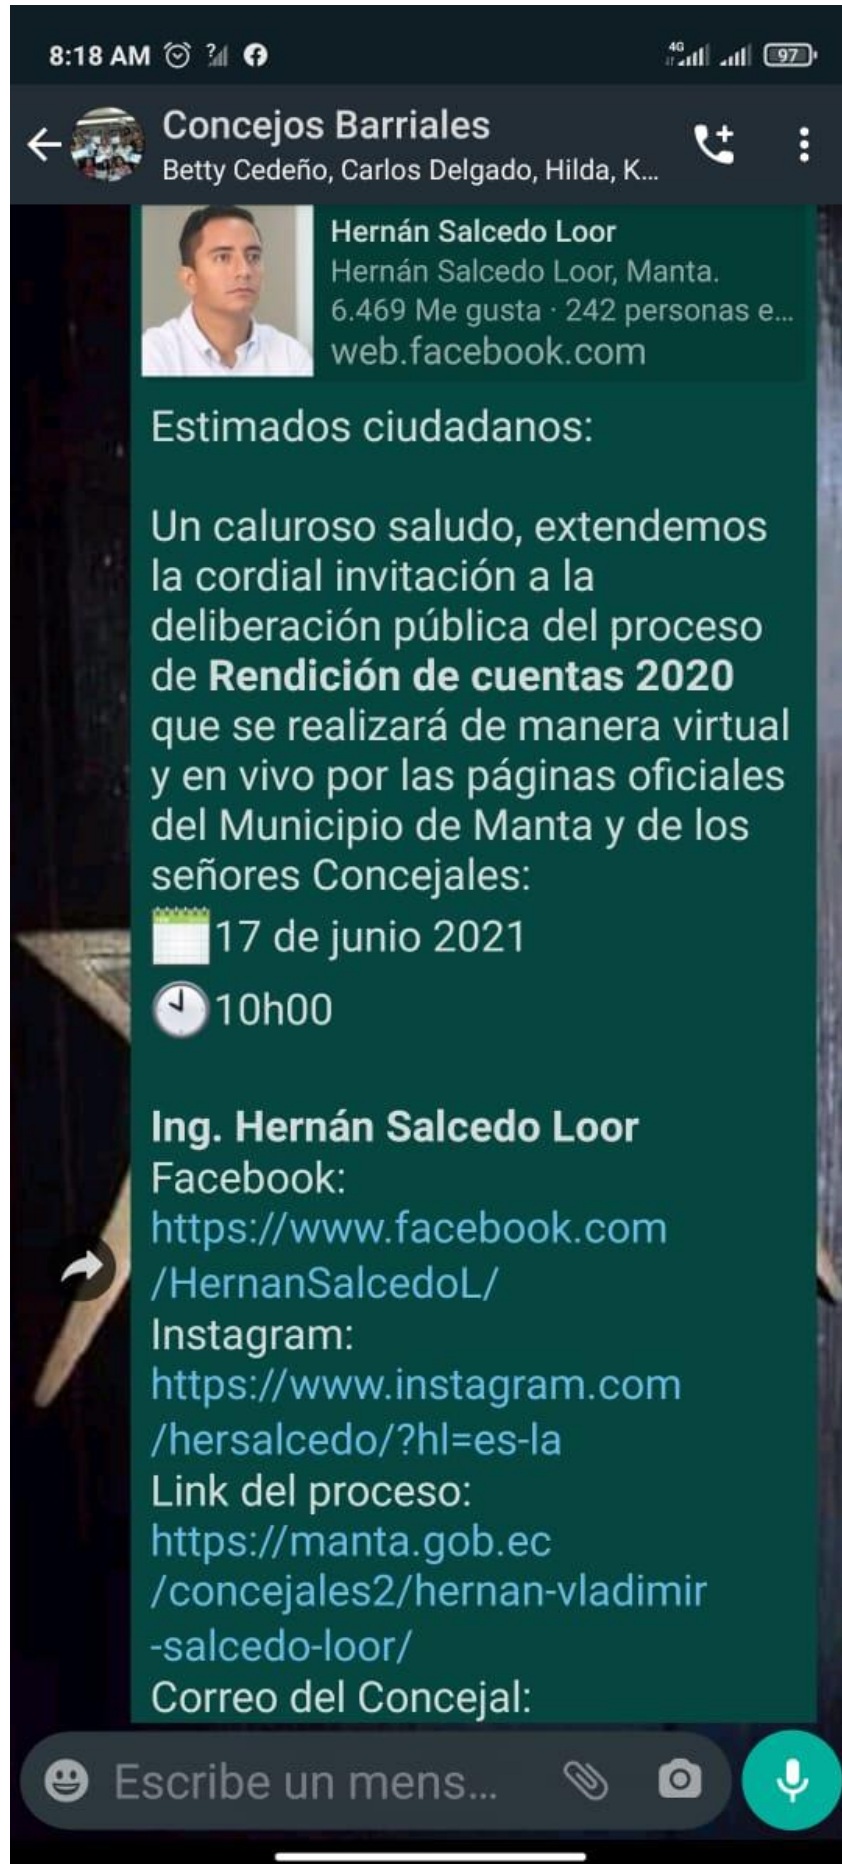 8:18 AM
4G
97
Concejos Barriales
Betty Cedeño, Carlos Delgado, Hilda, K...
Hernán Salcedo Loor
Hernán Salcedo Loor, Manta.
6.469 Me gusta · 242 personas e...
web.facebook.com
Estimados ciudadanos:
Un caluroso saludo, extendemos
la cordial invitación a la
deliberación pública del proceso
de Rendición de cuentas 2020
que se realizará de manera virtual
y en vivo por las páginas oficiales
del Municipio de Manta y de los
señores Concejales:
17 de junio 2021
10h00
Ing. Hernán Salcedo Loor
Facebook:
https://www.facebook.com
/HernanSalcedoL/
Instagram:
https://www.instagram.com
/hersalcedo/?hl=es-la
Link del proceso:
https://manta.gob.ec
/concejales2/hernan-vladimir
-salcedo-loor/
Correo del Concejal:
Escribe un mens...